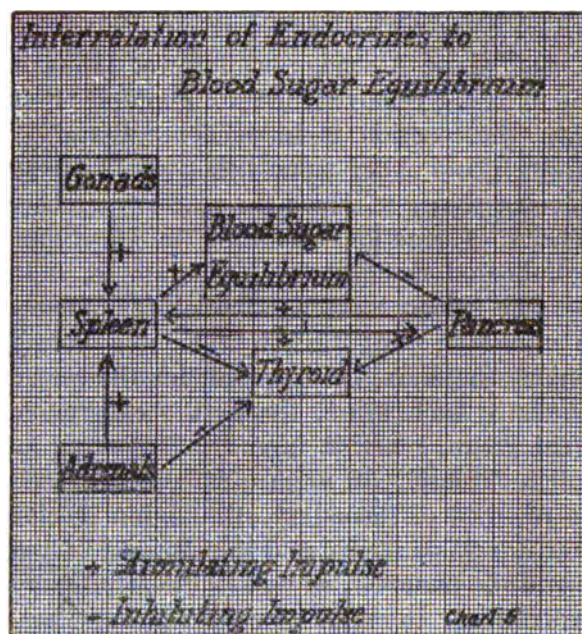 Interrelation of Endocrines to
Blood Sugar Equilibrium
Gonads
+
Blood Sugar
Equilibrium
+
-
+
Spleen
Pancreas
-
Thyroid
+
-
Adrenals
+ Stimulating Impulse
- Inhibiting Impulse
Chart 5